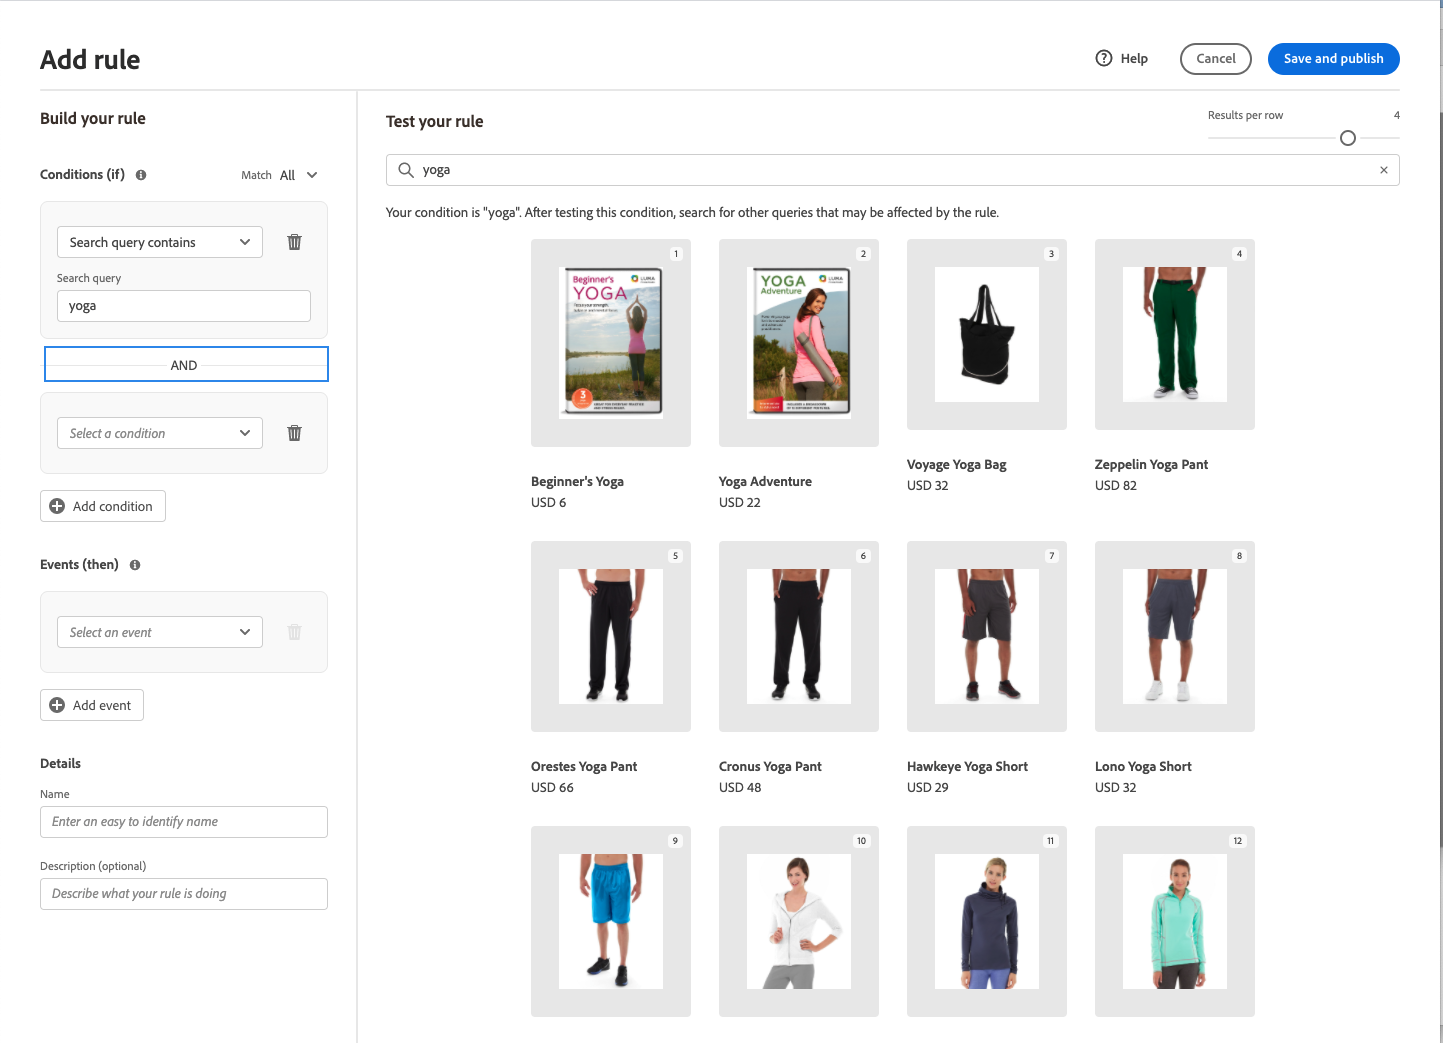 Add rule
Help
Cancel
Save and publish
Build your rule
Conditions (if)
Match All
Search query contains
Search query
yoga
AND
Select a condition
Add condition
Events (then)
Select an event
Add event
Details
Name
Enter an easy to identify name
Description (optional)
Describe what your rule is doing
Test your rule
Results per row 4
yoga
Your condition is "yoga". After testing this condition, search for other queries that may be affected by the rule.
1
Beginner's
YOGA
LUMA
3
Beginner's Yoga
USD 6
2
YOGA
Adventure
LUMA
Yoga Adventure
USD 22
3
Voyage Yoga Bag
USD 32
4
Zeppelin Yoga Pant
USD 82
5
Orestes Yoga Pant
USD 66
6
Cronus Yoga Pant
USD 48
7
Hawkeye Yoga Short
USD 29
8
Lono Yoga Short
USD 32
9
10
11
12